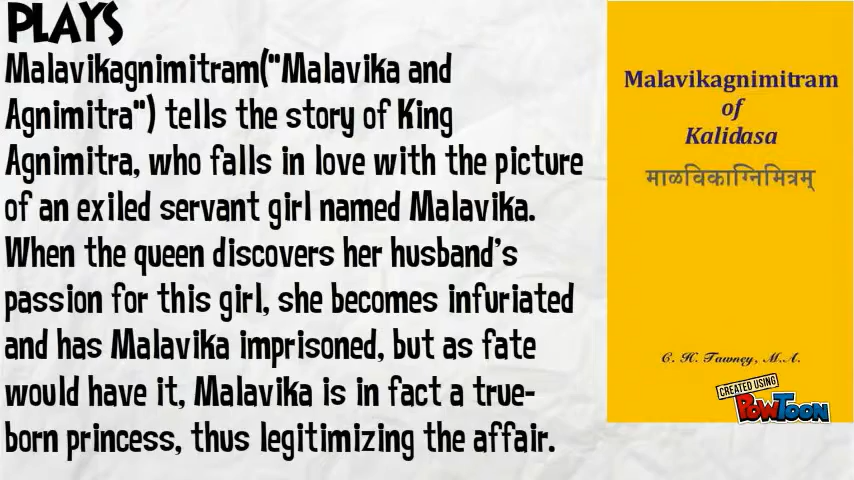 PLAYS
Malavikagnimitram("Malavika and
Agnimitra") tells the story of King
Agnimitra, who falls in love with the picture
of an exiled servant girl named Malavika.
When the queen discovers her husband's
passion for this girl, she becomes infuriated
and has Malavika imprisoned, but as fate
would have it, Malavika is in fact a true-
born princess, thus legitimizing the affair.
Malavikagnimitram
of
Kalidasa
माळविकाग्निमित्रम्
C. H. Tawney, M.A.
CREATED USING
POWTOON